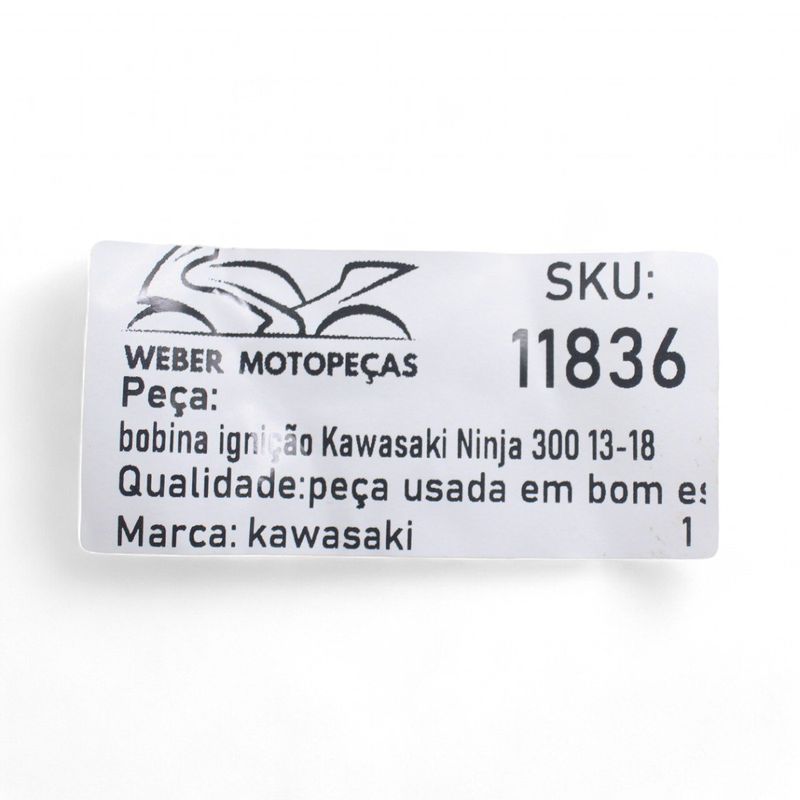 WEBER MOTOPEÇAS
SKU:
11836
Peça:
bobina ignição Kawasaki Ninja 300 13-18
Qualidade:peça usada em bom es
Marca: kawasaki 1